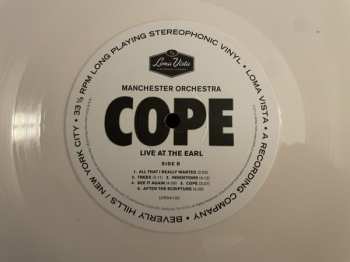 33 ⅓ RPM LONG PLAYING STEREOPHONIC VINYL • LOMA VISTA • A RECORDING COMPANY • BEVERLY HILLS / NEW YORK CITY •
Loma Vista
MANCHESTER ORCHESTRA
COPE
LIVE AT THE EARL
SIDE B
1. ALL THAT I REALLY WANTED
2. TREES 3. INDENTIONS
4. SEE IT AGAIN 5. COPE
6. AFTER THE SCRIPTURE